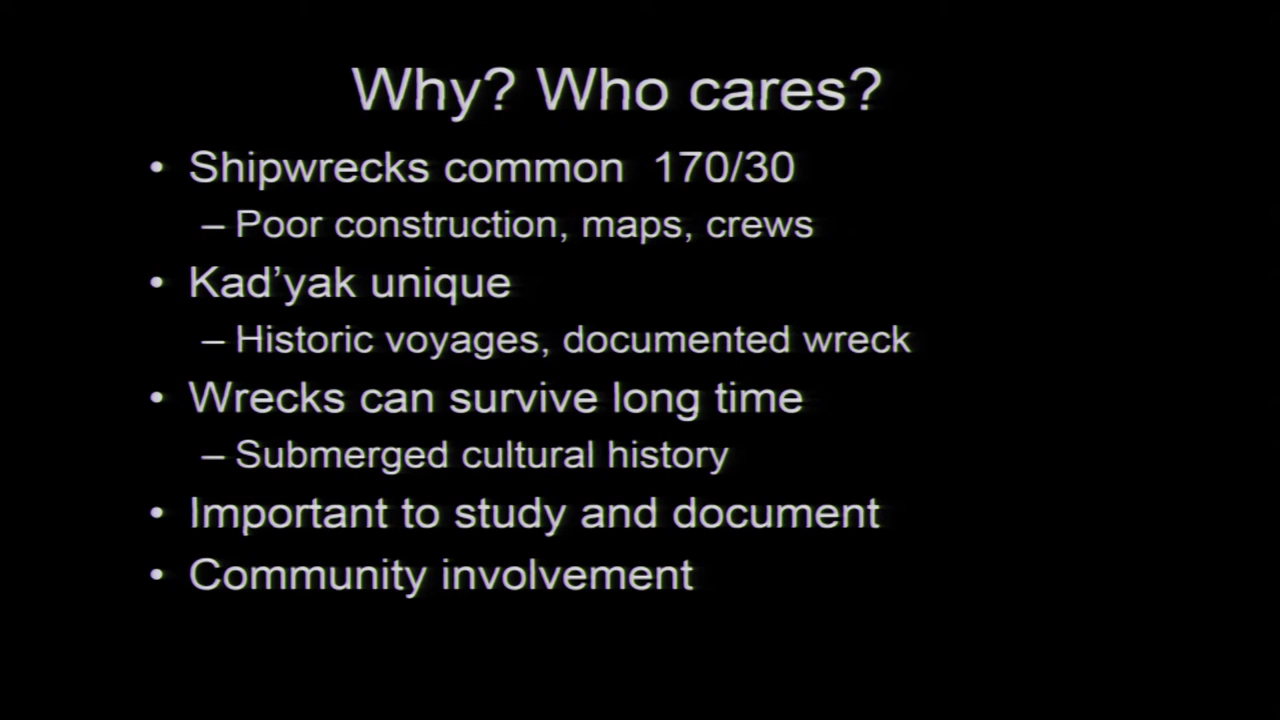 Why? Who cares?
• Shipwrecks common 170/30
– Poor construction, maps, crews
• Kad’yak unique
– Historic voyages, documented wreck
• Wrecks can survive long time
– Submerged cultural history
• Important to study and document
• Community involvement